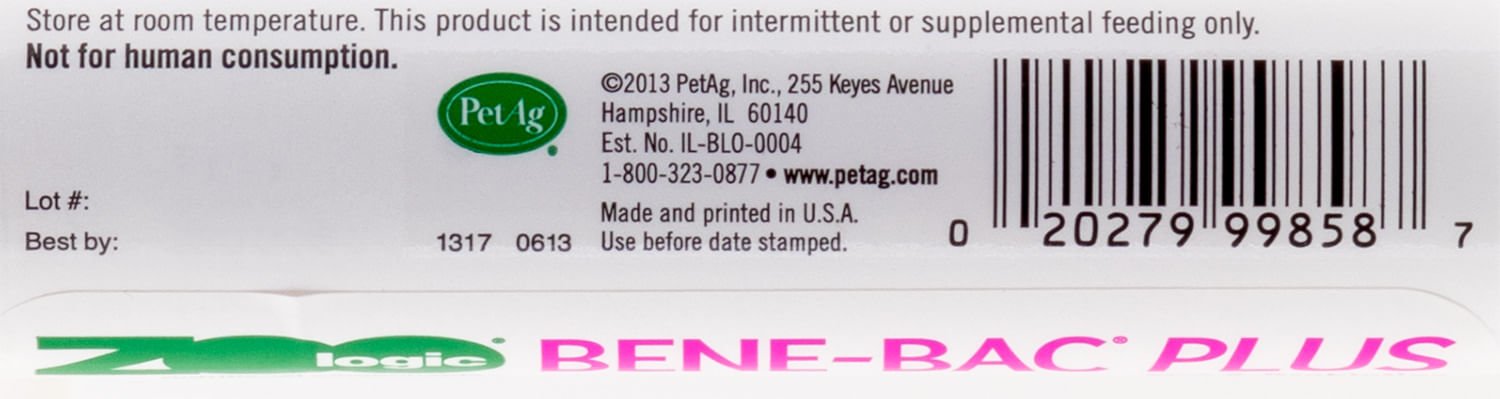 Store at room temperature. This product is intended for intermittent or supplemental feeding only.
Not for human consumption.
PetAg
©2013 PetAg, Inc., 255 Keyes Avenue
Hampshire, IL 60140
Est. No. IL-BLO-0004
1-800-323-0877 • www.petag.com
Made and printed in U.S.A.
Use before date stamped.
Lot #:
Best by:
1317 0613
0 20279 99858 7
ZOO logic® BENE-BAC® PLUS